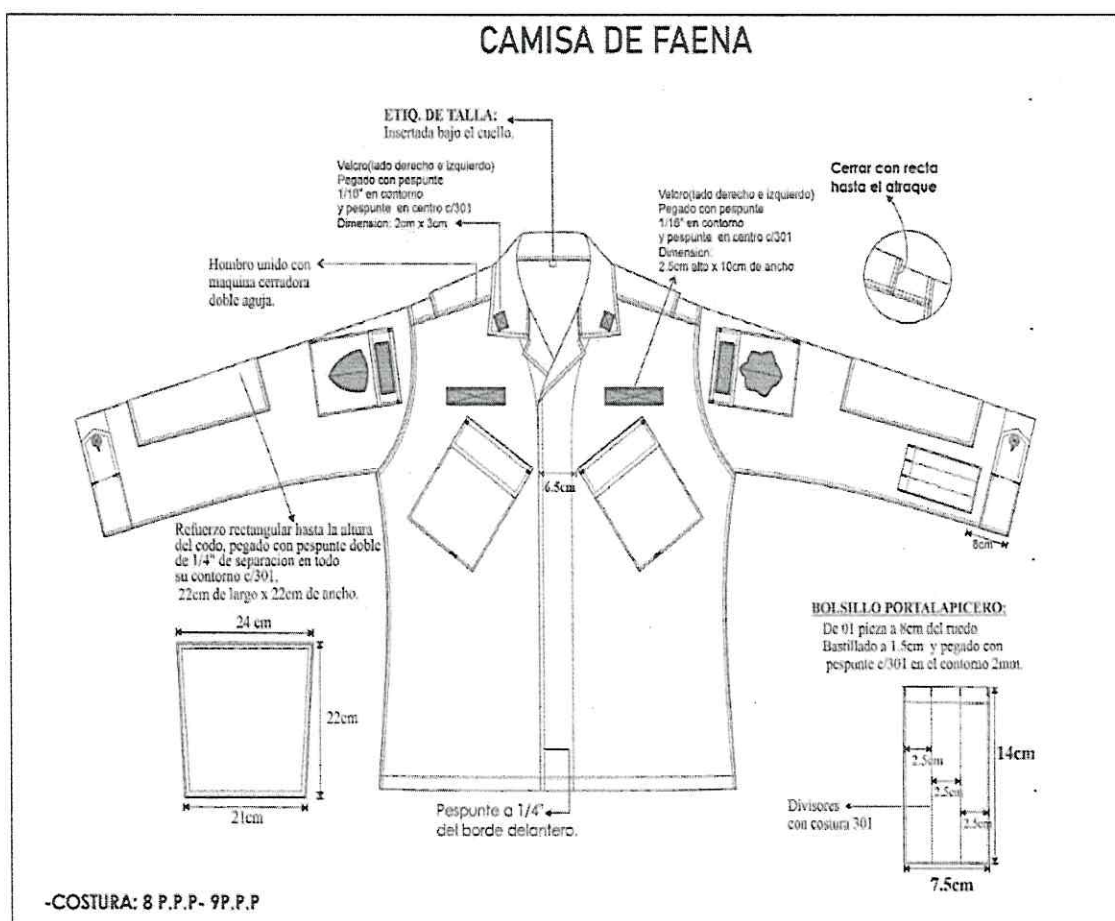 CAMISA DE FAENA
ETIQ. DE TALLA:
Insertada bajo el cuello.
Velcro(lado derecho e izquierdo)
Pegado con pespunte
1/16" en contorno
y pespunte en centro c/301
Dimension: 2cm x 3cm
Velcro(lado derecho e izquierdo)
Pegado con pespunte
1/16" en contorno
y pespunte en centro c/301
Dimension:
2.5cm alto x 10cm de ancho
Cerrar con recta
hasta el atraque
Hombro unido con
maquina cerradora
doble aguja.
6.5cm
8cm
Refuerzo rectangular hasta la altura
del codo, pegado con pespunte doble
de 1/4" de separacion en todo
su contorno c/301.
22cm de largo x 22cm de ancho.
24 cm
22cm
21cm
Pespunte a 1/4"
del borde delantero.
BOLSILLO PORTALAPICERO:
De 01 pieza a 8cm del ruedo
Bastillado a 1.5cm y pegado con
pespunte c/301 en el contorno 2mm.
14cm
2.5cm
2.5cm
2.5cm
Divisores
con costura 301
7.5cm
-COSTURA: 8 P.P.P- 9P.P.P